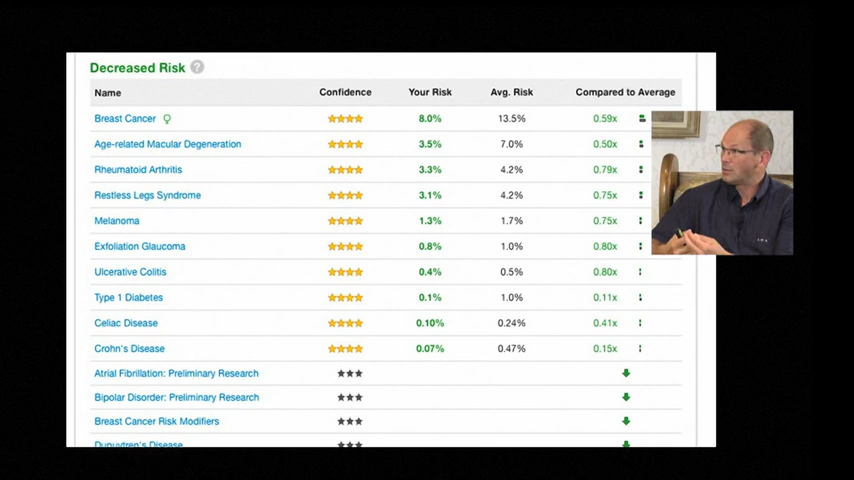 Decreased Risk ?
Name Confidence Your Risk Avg. Risk Compared to Average
Breast Cancer 8.0% 13.5% 0.59x
Age-related Macular Degeneration 3.5% 7.0% 0.50x
Rheumatoid Arthritis 3.3% 4.2% 0.79x
Restless Legs Syndrome 3.1% 4.2% 0.75x
Melanoma 1.3% 1.7% 0.75x
Exfoliation Glaucoma 0.8% 1.0% 0.80x
Ulcerative Colitis 0.4% 0.5% 0.80x
Type 1 Diabetes 0.1% 1.0% 0.11x
Celiac Disease 0.10% 0.24% 0.41x
Crohn's Disease 0.07% 0.47% 0.15x
Atrial Fibrillation: Preliminary Research
Bipolar Disorder: Preliminary Research
Breast Cancer Risk Modifiers
Dupuytren's Disease